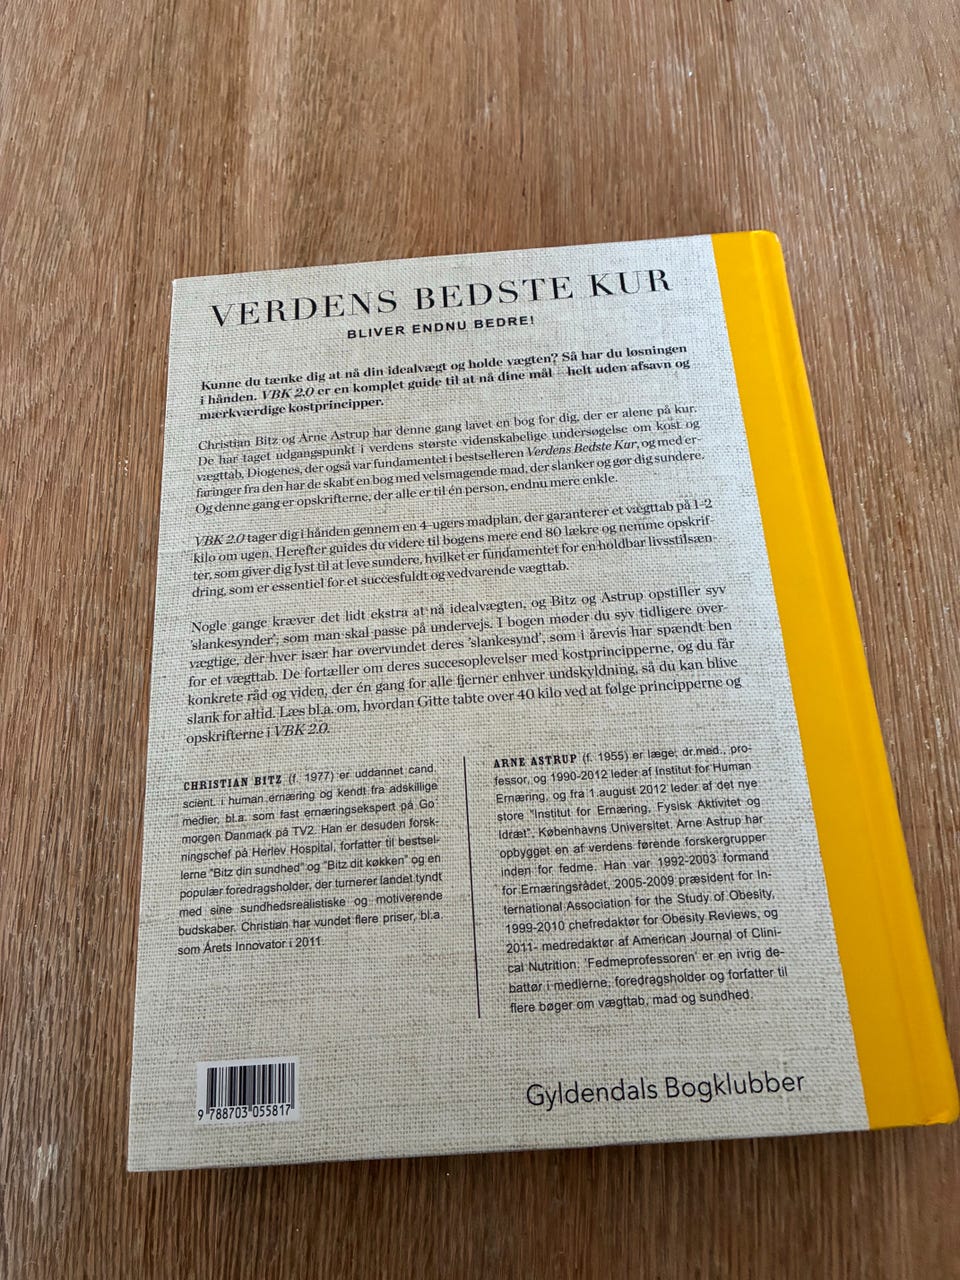 VERDENS BEDSTE KUR
BLIVER ENDNU BEDRE!
Kunne du tænke dig at nå din idealvægt og holde vægten? Så har du løsningen
i hånden. VBK 2.0 er en komplet guide til at nå dine mål – helt uden afsavn og
mærkværdige kostprincipper.
Christian Bitz og Arne Astrup har denne gang lavet en bog for dig, der er alene på kur.
De har taget udgangspunkt i verdens største videnskabelige undersøgelse om kost og
vægttab, Diogenes, der også var fundamentet i bestselleren Verdens Bedste Kur, og med er-
faringer fra den har de skabt en bog med velsmagende mad, der slanker og gør dig sundere.
Og denne gang er opskrifterne, der alle er til én person, endnu mere enkle.
VBK 2.0 tager dig i hånden gennem en 4-ugers madplan, der garanterer et vægttab på 1-2
kilo om ugen. Herefter guides du videre til bogens mere end 80 lækre og nemme opskrif-
ter, som giver dig lyst til at leve sundere, hvilket er fundamentet for en holdbar livsstilsæn-
dring, som er essentiel for et succesfuldt og vedvarende vægttab.
Nogle gange kræver det lidt ekstra at nå idealvægten, og Bitz og Astrup opstiller syv
'slankesynder', som man skal passe på undervejs. I bogen møder du syv tidligere over-
vægtige, der hver især har overvundet deres 'slankesynd', som i årevis har spændt ben
for et vægttab. De fortæller om deres succesoplevelser med kostprincipperne, og du får
konkrete råd og viden, der én gang for alle fjerner enhver undskyldning, så du kan blive
slank for altid. Læs bl.a. om, hvordan Gitte tabte over 40 kilo ved at følge principperne og
opskrifterne i VBK 2.0.
CHRISTIAN BITZ (f. 1977) er uddannet cand.
scient. i human ernæring og kendt fra adskillige
medier, bl.a. som fast ernæringsekspert på Go'
morgen Danmark på TV2. Han er desuden forsk-
ningschef på Herlev Hospital, forfatter til bestsel-
lerne "Bitz din sundhed" og "Bitz dit køkken" og en
populær foredragsholder, der turnerer landet tyndt
med sine sundhedsrealistiske og motiverende
budskaber. Christian har vundet flere priser, bl.a.
som Årets Innovator i 2011.
ARNE ASTRUP (f. 1955) er læge, dr.med., pro-
fessor, og 1990-2012 leder af Institut for Human
Ernæring, og fra 1.august 2012 leder af det nye
store "Institut for Ernæring, Fysisk Aktivitet og
Idræt", Københavns Universitet. Arne Astrup har
opbygget en af verdens førende forskergrupper
inden for fedme. Han var 1992-2003 formand
for Ernæringsrådet, 2005-2009 præsident for In-
ternational Association for the Study of Obesity,
1999-2010 chefredaktør for Obesity Reviews, og
2011- medredaktør af American Journal of Clini-
cal Nutrition. 'Fedmeprofessoren' er en ivrig de-
battør i medierne, foredragsholder og forfatter til
flere bøger om vægttab, mad og sundhed.
9 788703 055817
Gyldendals Bogklubber